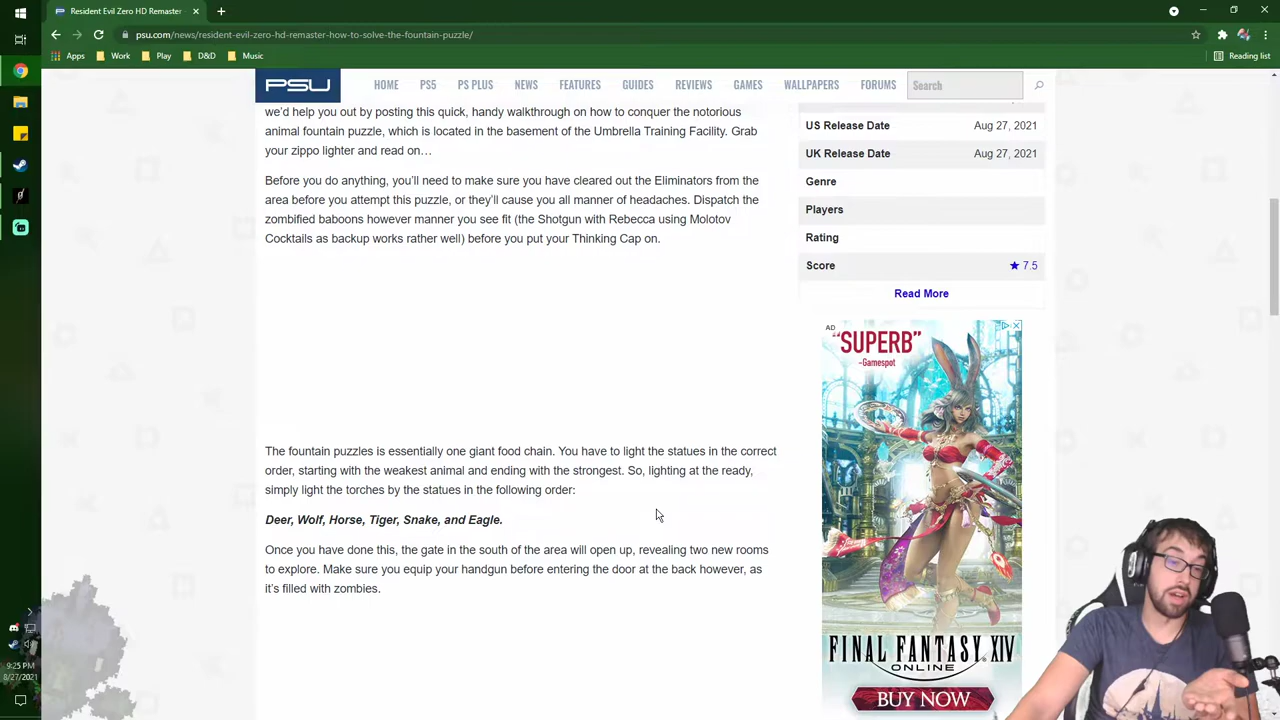 Resident Evil Zero HD Remaster -
psu.com/news/resident-evil-zero-hd-remaster-how-to-solve-the-fountain-puzzle/
Apps Work Play D&D Music Reading list
PSU HOME PS5 PS PLUS NEWS FEATURES GUIDES REVIEWS GAMES WALLPAPERS FORUMS Search
we'd help you out by posting this quick, handy walkthrough on how to conquer the notorious
animal fountain puzzle, which is located in the basement of the Umbrella Training Facility. Grab
your zippo lighter and read on…
Before you do anything, you'll need to make sure you have cleared out the Eliminators from the
area before you attempt this puzzle, or they'll cause you all manner of headaches. Dispatch the
zombified baboons however manner you see fit (the Shotgun with Rebecca using Molotov
Cocktails as backup works rather well) before you put your Thinking Cap on.
The fountain puzzles is essentially one giant food chain. You have to light the statues in the correct
order, starting with the weakest animal and ending with the strongest. So, lighting at the ready,
simply light the torches by the statues in the following order:
Deer, Wolf, Horse, Tiger, Snake, and Eagle.
Once you have done this, the gate in the south of the area will open up, revealing two new rooms
to explore. Make sure you equip your handgun before entering the door at the back however, as
it's filled with zombies.
US Release Date Aug 27, 2021
UK Release Date Aug 27, 2021
Genre
Players
Rating
Score ★ 7.5
Read More
AD
"SUPERB"
-Gamespot
FINAL FANTASY XIV
ONLINE
BUY NOW
9:25 PM
8/27/2021